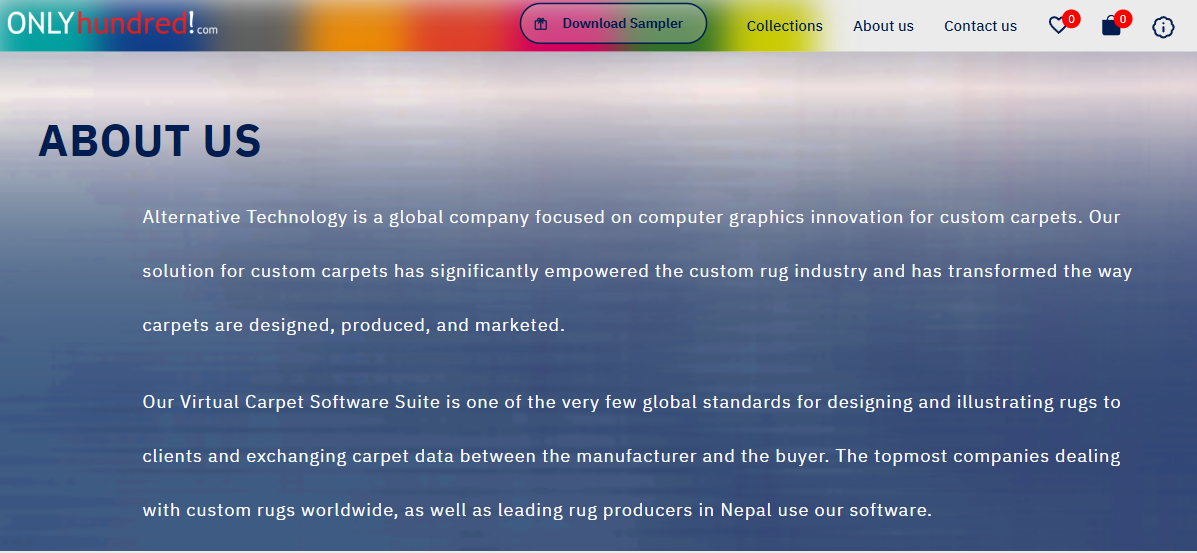 ONLYhundred!.com
Download Sampler
Collections
About us
Contact us
0
0
ABOUT US
Alternative Technology is a global company focused on computer graphics innovation for custom carpets. Our
solution for custom carpets has significantly empowered the custom rug industry and has transformed the way
carpets are designed, produced, and marketed.
Our Virtual Carpet Software Suite is one of the very few global standards for designing and illustrating rugs to
clients and exchanging carpet data between the manufacturer and the buyer. The topmost companies dealing
with custom rugs worldwide, as well as leading rug producers in Nepal use our software.